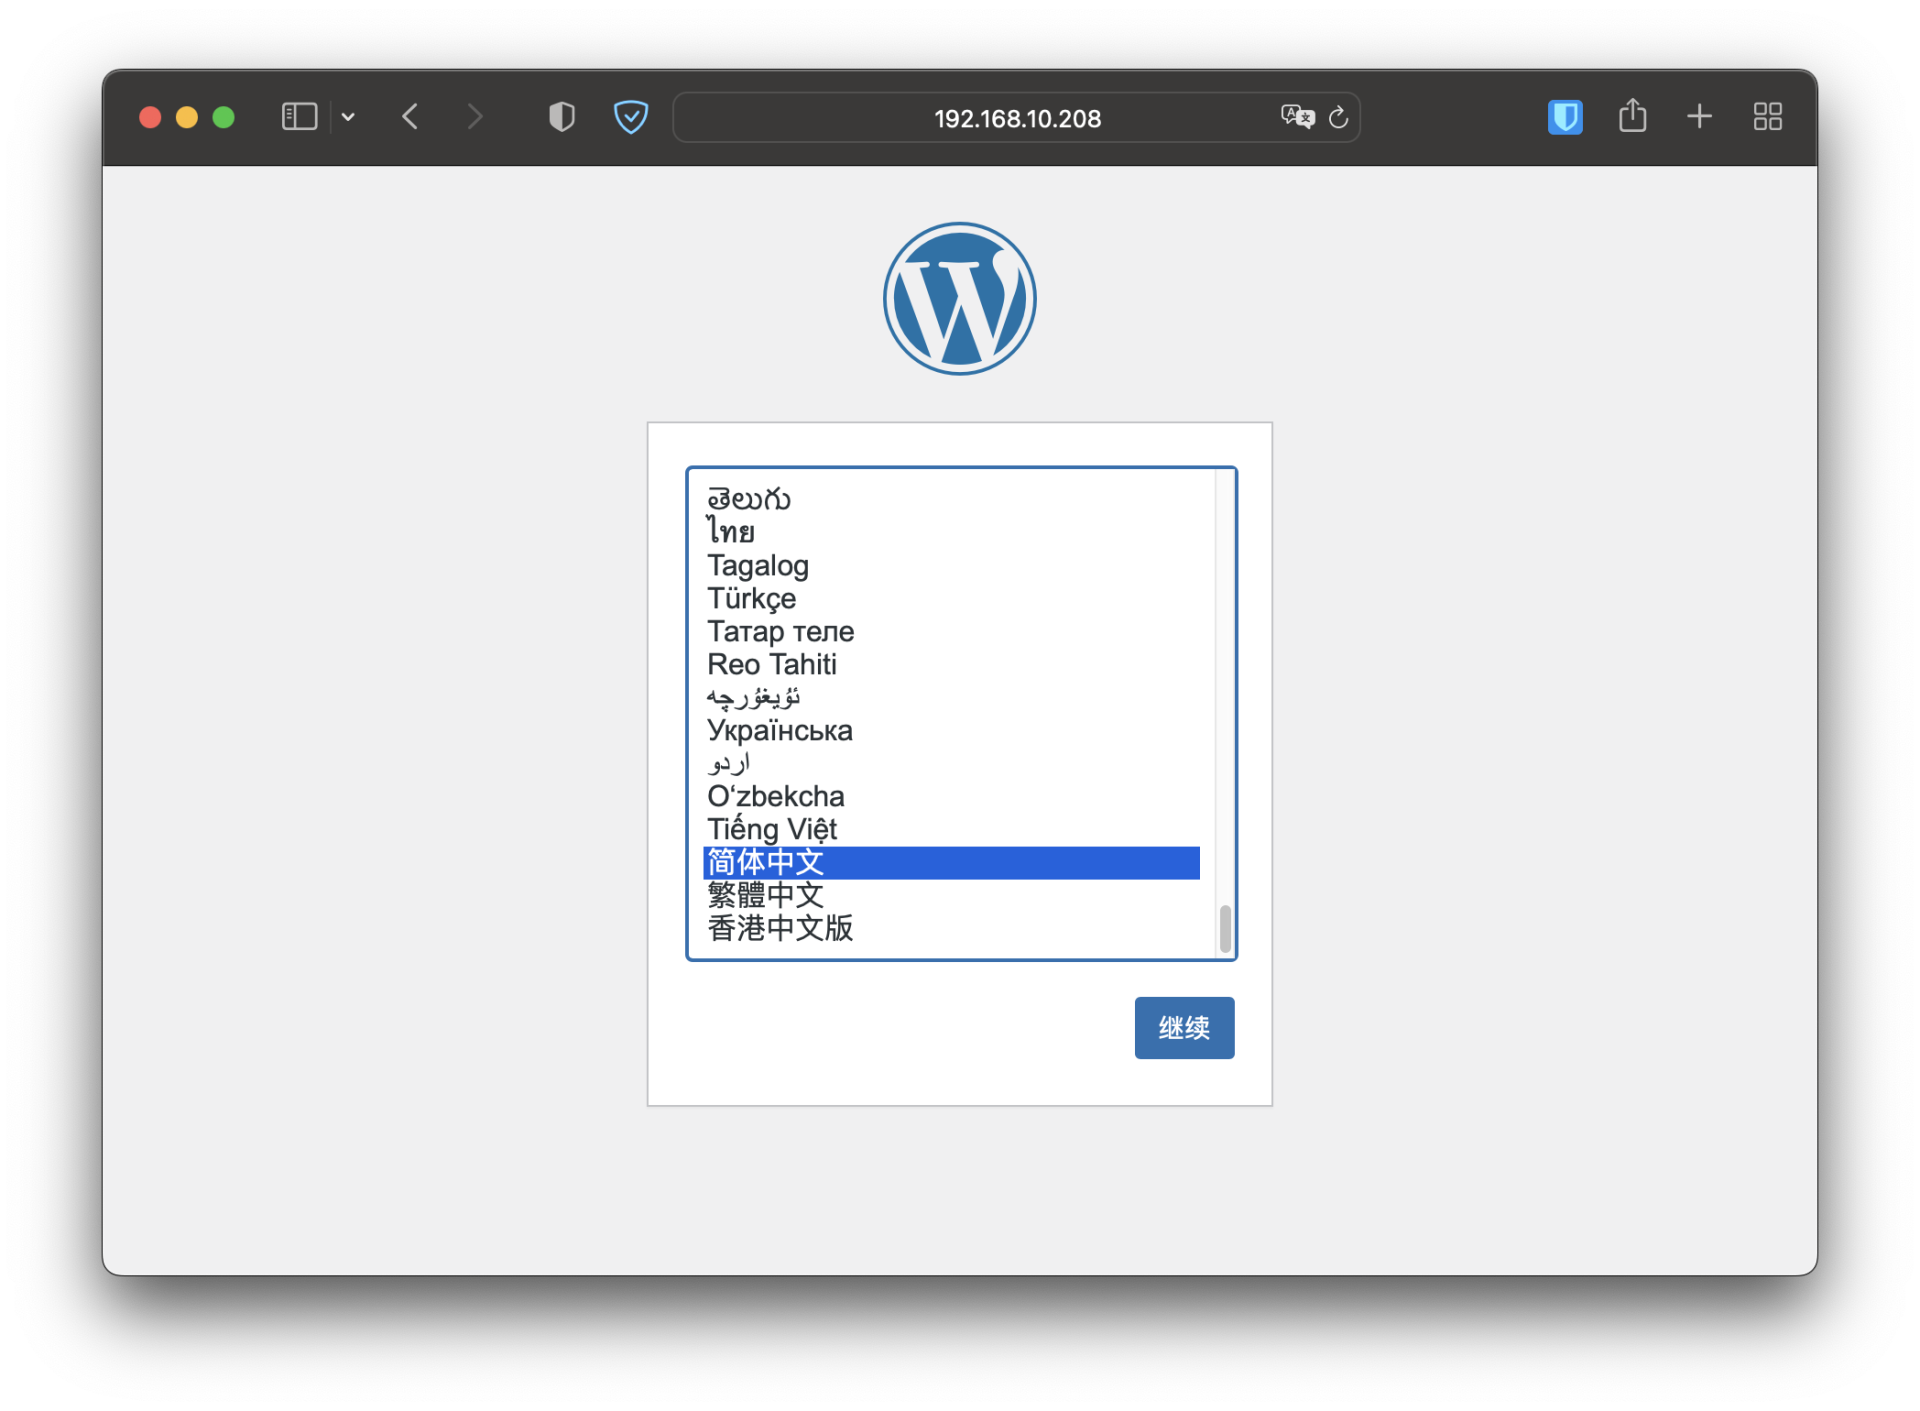 192.168.10.208
తెలుగు
ไทย
Tagalog
Türkçe
Татар теле
Reo Tahiti
ئۇيغۇرچە
Українська
اردو
O‘zbekcha
Tiếng Việt
简体中文
繁體中文
香港中文版
继续